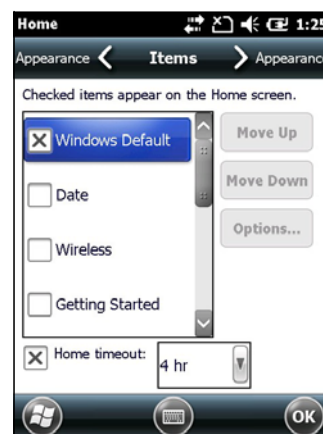 Home 1:25
Appearance Items Appearanc
Checked items appear on the Home screen.
Windows Default
Move Up
Date
Move Down
Options...
Wireless
Getting Started
Home timeout: 4 hr
OK